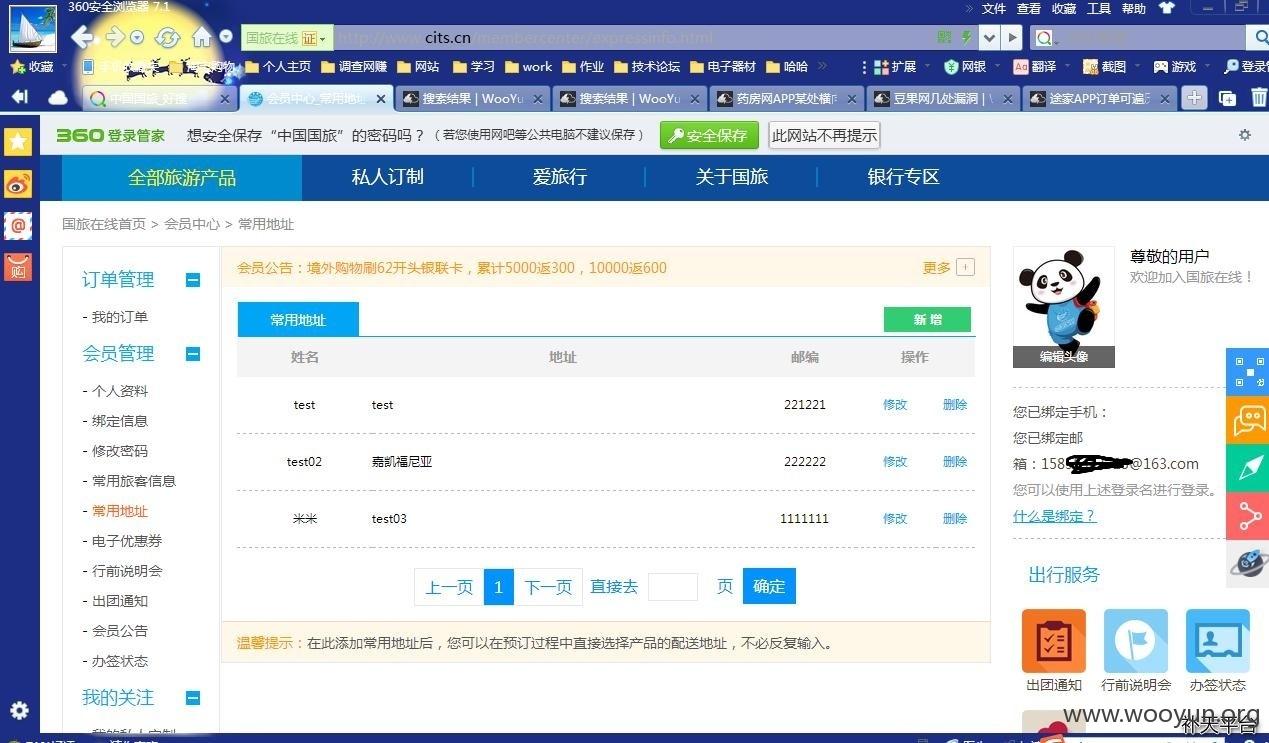 360安全浏览器 7.1
文件 查看 收藏 工具 帮助
国旅在线 证 http://www.cits.cn/membercenter/expressinfo.html
收藏 个人主页 调查网赚 网站 学习 work 作业 技术论坛 电子器材 哈哈 扩展 网银 翻译 截图 游戏
中国国旅_好搜 会员中心_常用地 搜索结果 | WooYu 搜索结果 | WooYu 药房网APP某处横向 豆果网几处漏洞 | 途家APP订单可遍历
360 登录管家 想安全保存“中国国旅”的密码吗？（若您使用网吧等公共电脑不建议保存） 安全保存 此网站不再提示
全部旅游产品 私人订制 爱旅行 关于国旅 银行专区
国旅在线首页 > 会员中心 > 常用地址
订单管理
- 我的订单
会员管理
- 个人资料
- 绑定信息
- 修改密码
- 常用旅客信息
- 常用地址
- 电子优惠券
- 行前说明会
- 出团通知
- 会员公告
- 办签状态
我的关注
会员公告：境外购物刷62开头银联卡，累计5000返300，10000返600 更多 +
常用地址 新 增
姓名 地址 邮编 操作
test test 221221 修改 删除
test02 嘉凯福尼亚 222222 修改 删除
米米 test03 1111111 修改 删除
上一页 1 下一页 直接去 页 确定
温馨提示：在此添加常用地址后，您可以在预订过程中直接选择产品的配送地址，不必反复输入。
尊敬的用户
欢迎加入国旅在线！
编辑头像
您已绑定手机：
您已绑定邮
箱：158 @163.com
您可以使用上述登录名进行登录。
什么是绑定？
出行服务
出团通知 行前说明会 办签状态
www.wooyun.org
补天平台